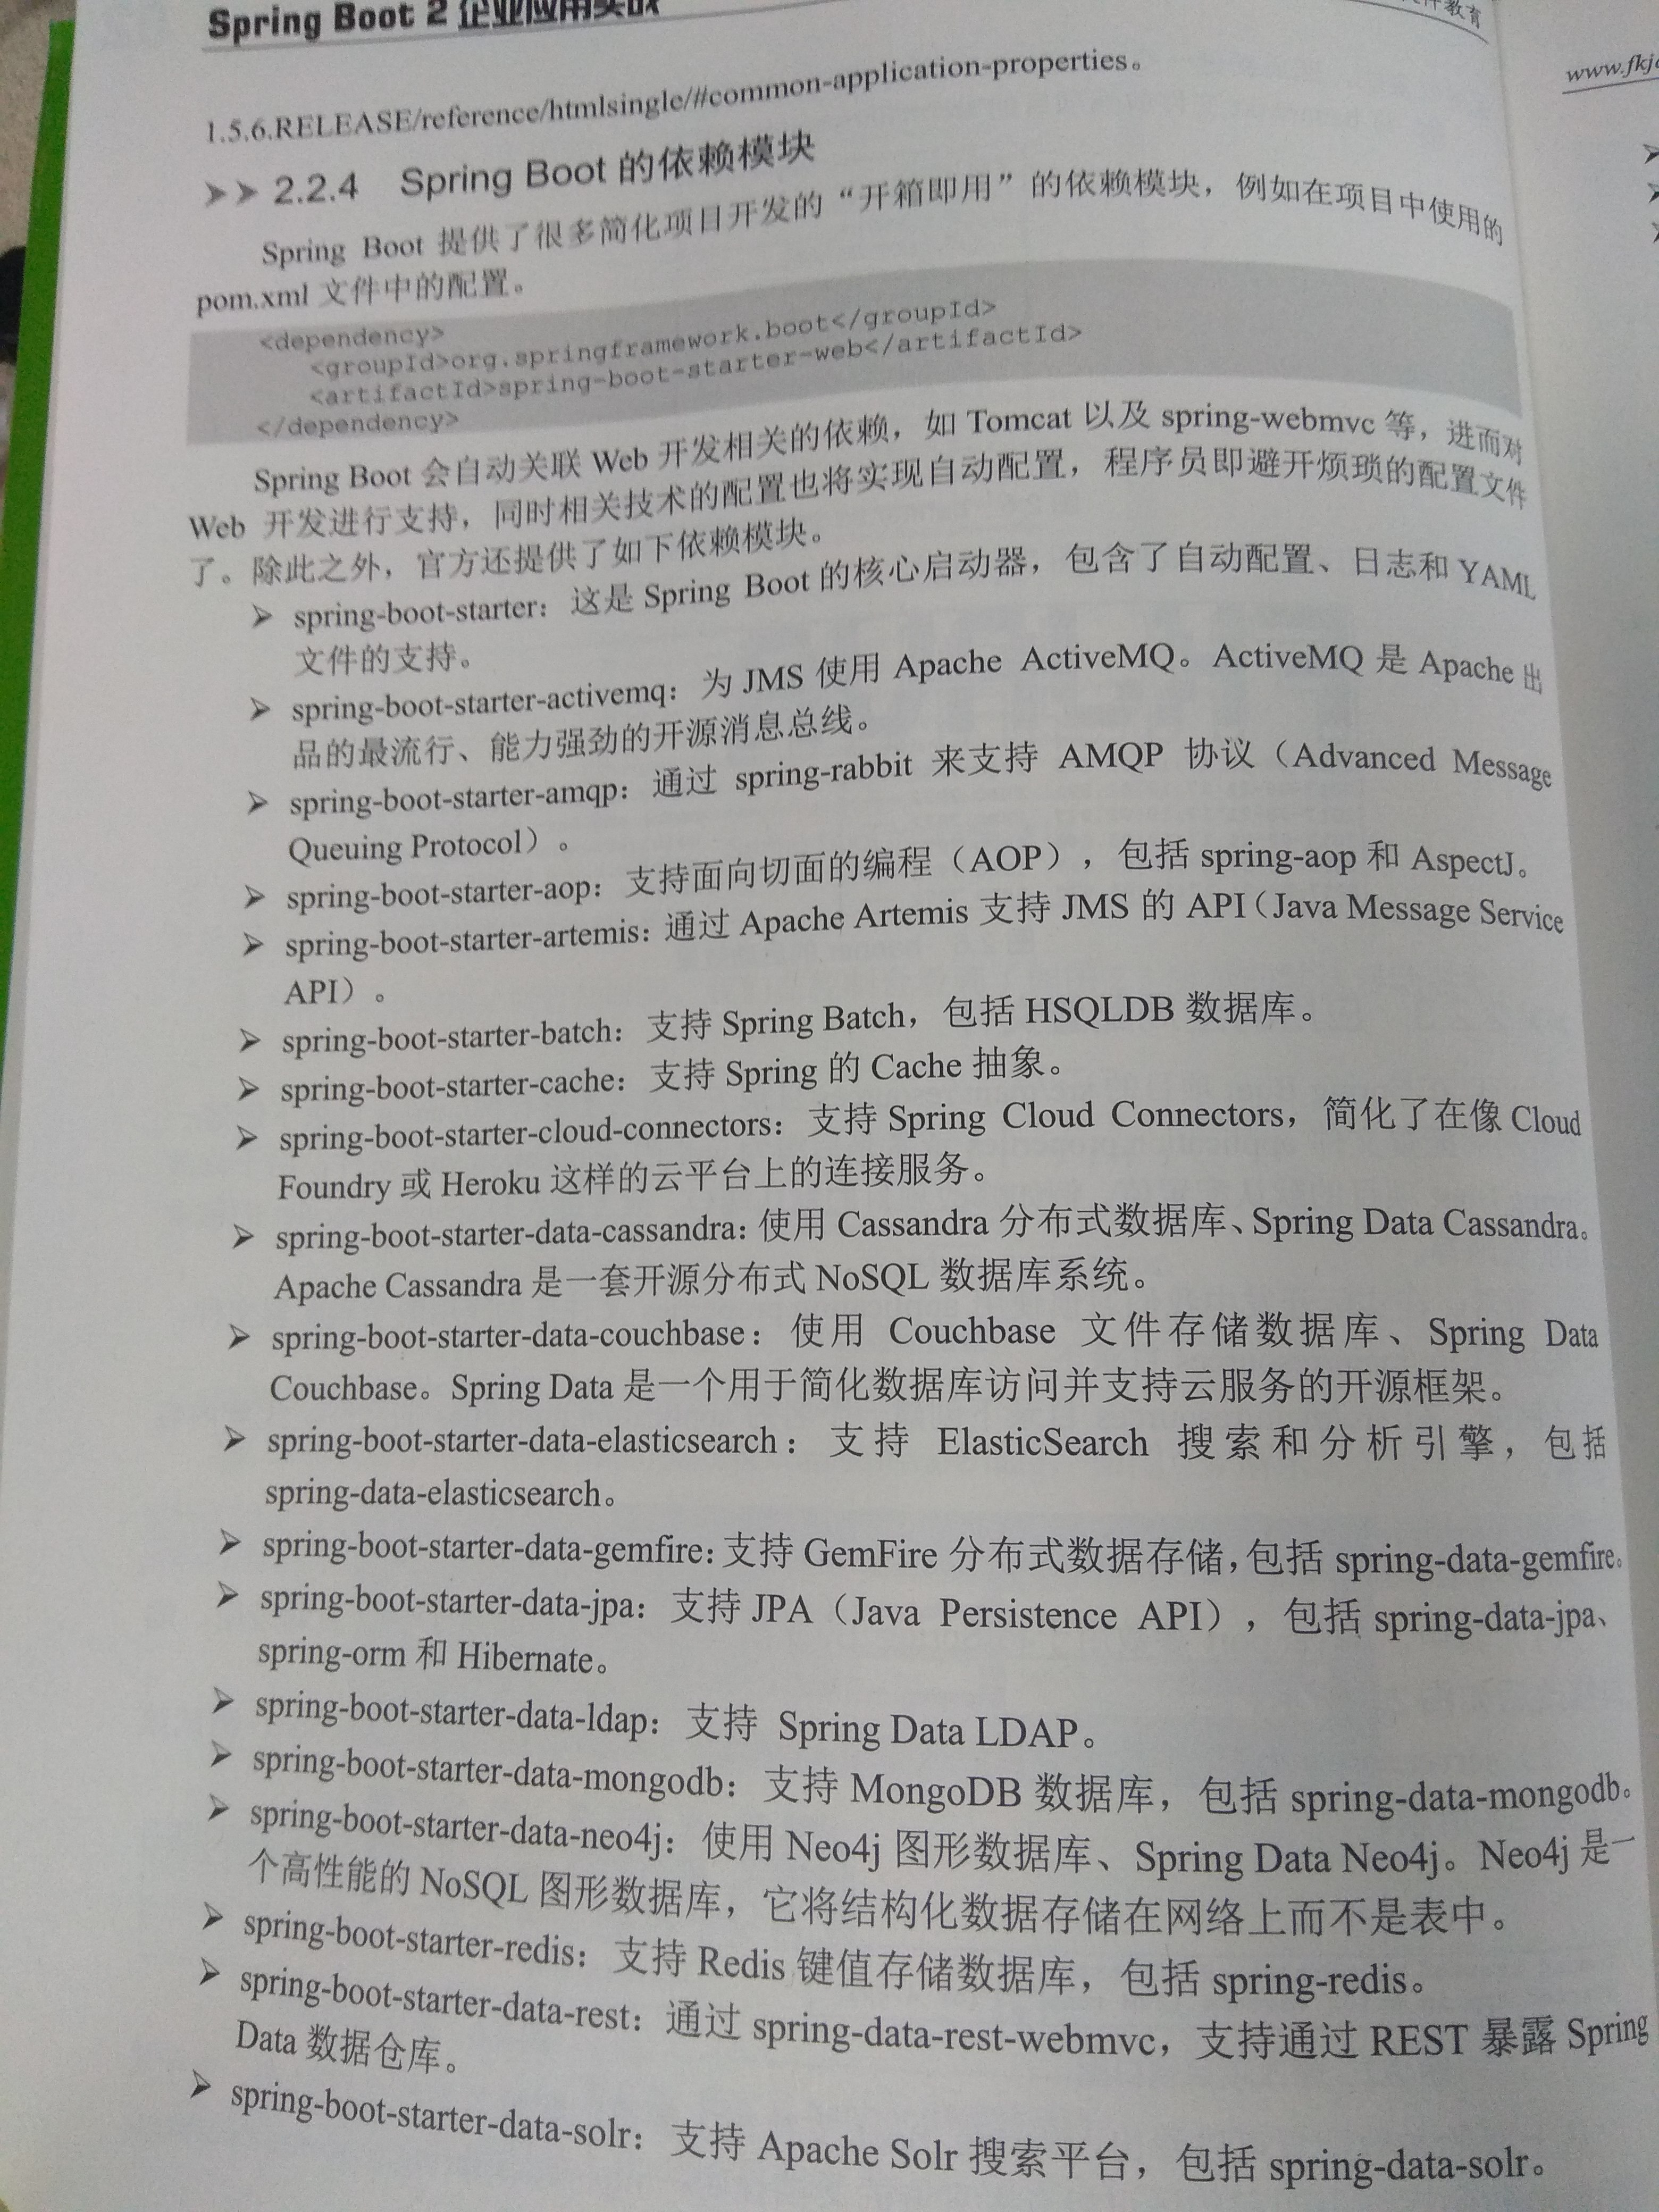 Spring Boot 2 企业应用实战
教育
www.fkj
1.5.6.RELEASE/reference/htmlsingle/#common-application-properties。
2.2.4 Spring Boot 的依赖模块
Spring Boot 提供了很多简化项目开发的“开箱即用”的依赖模块，例如在项目中使用的
pom.xml 文件中的配置。
<dependency>
<groupId>org.springframework.boot</groupId>
<artifactId>spring-boot-starter-web</artifactId>
</dependency>
Spring Boot 会自动关联 Web 开发相关的依赖，如 Tomcat 以及 spring-webmvc 等，进而对
Web 开发进行支持，同时相关技术的配置也将实现自动配置，程序员即避开烦琐的配置文件
了。除此之外，官方还提供了如下依赖模块。
➢ spring-boot-starter：这是 Spring Boot 的核心启动器，包含了自动配置、日志和 YAML
文件的支持。
➢ spring-boot-starter-activemq：为 JMS 使用 Apache ActiveMQ。ActiveMQ 是 Apache 出
品的最流行、能力强劲的开源消息总线。
➢ spring-boot-starter-amqp：通过 spring-rabbit 来支持 AMQP 协议（Advanced Message
Queuing Protocol）。
➢ spring-boot-starter-aop：支持面向切面的编程（AOP），包括 spring-aop 和 AspectJ。
➢ spring-boot-starter-artemis：通过 Apache Artemis 支持 JMS 的 API（Java Message Service
API）。
➢ spring-boot-starter-batch：支持 Spring Batch，包括 HSQLDB 数据库。
➢ spring-boot-starter-cache：支持 Spring 的 Cache 抽象。
➢ spring-boot-starter-cloud-connectors：支持 Spring Cloud Connectors，简化了在像 Cloud
Foundry 或 Heroku 这样的云平台上的连接服务。
➢ spring-boot-starter-data-cassandra：使用 Cassandra 分布式数据库、Spring Data Cassandra。
Apache Cassandra 是一套开源分布式 NoSQL 数据库系统。
➢ spring-boot-starter-data-couchbase：使用 Couchbase 文件存储数据库、Spring Data
Couchbase。Spring Data 是一个用于简化数据库访问并支持云服务的开源框架。
➢ spring-boot-starter-data-elasticsearch：支持 ElasticSearch 搜索和分析引擎，包括
spring-data-elasticsearch。
➢ spring-boot-starter-data-gemfire：支持 GemFire 分布式数据存储，包括 spring-data-gemfire。
➢ spring-boot-starter-data-jpa：支持 JPA（Java Persistence API），包括 spring-data-jpa、
spring-orm 和 Hibernate。
➢ spring-boot-starter-data-ldap：支持 Spring Data LDAP。
➢ spring-boot-starter-data-mongodb：支持 MongoDB 数据库，包括 spring-data-mongodb。
➢ spring-boot-starter-data-neo4j：使用 Neo4j 图形数据库、Spring Data Neo4j。Neo4j 是一
个高性能的 NoSQL 图形数据库，它将结构化数据存储在网络上而不是表中。
➢ spring-boot-starter-redis：支持 Redis 键值存储数据库，包括 spring-redis。
➢ spring-boot-starter-data-rest：通过 spring-data-rest-webmvc，支持通过 REST 暴露 Spring
Data 数据仓库。
➢ spring-boot-starter-data-solr：支持 Apache Solr 搜索平台，包括 spring-data-solr。